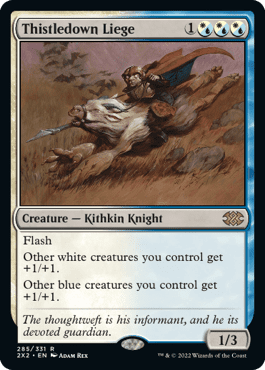 Thistledown Liege 1
Creature — Kithkin Knight
Flash
Other white creatures you control get
+1/+1.
Other blue creatures you control get
+1/+1.
The thoughtweft is his informant, and he its
devoted guardian.
1/3
285/331 R
2X2 • EN Adam Rex
™ & © 2022 Wizards of the Coast